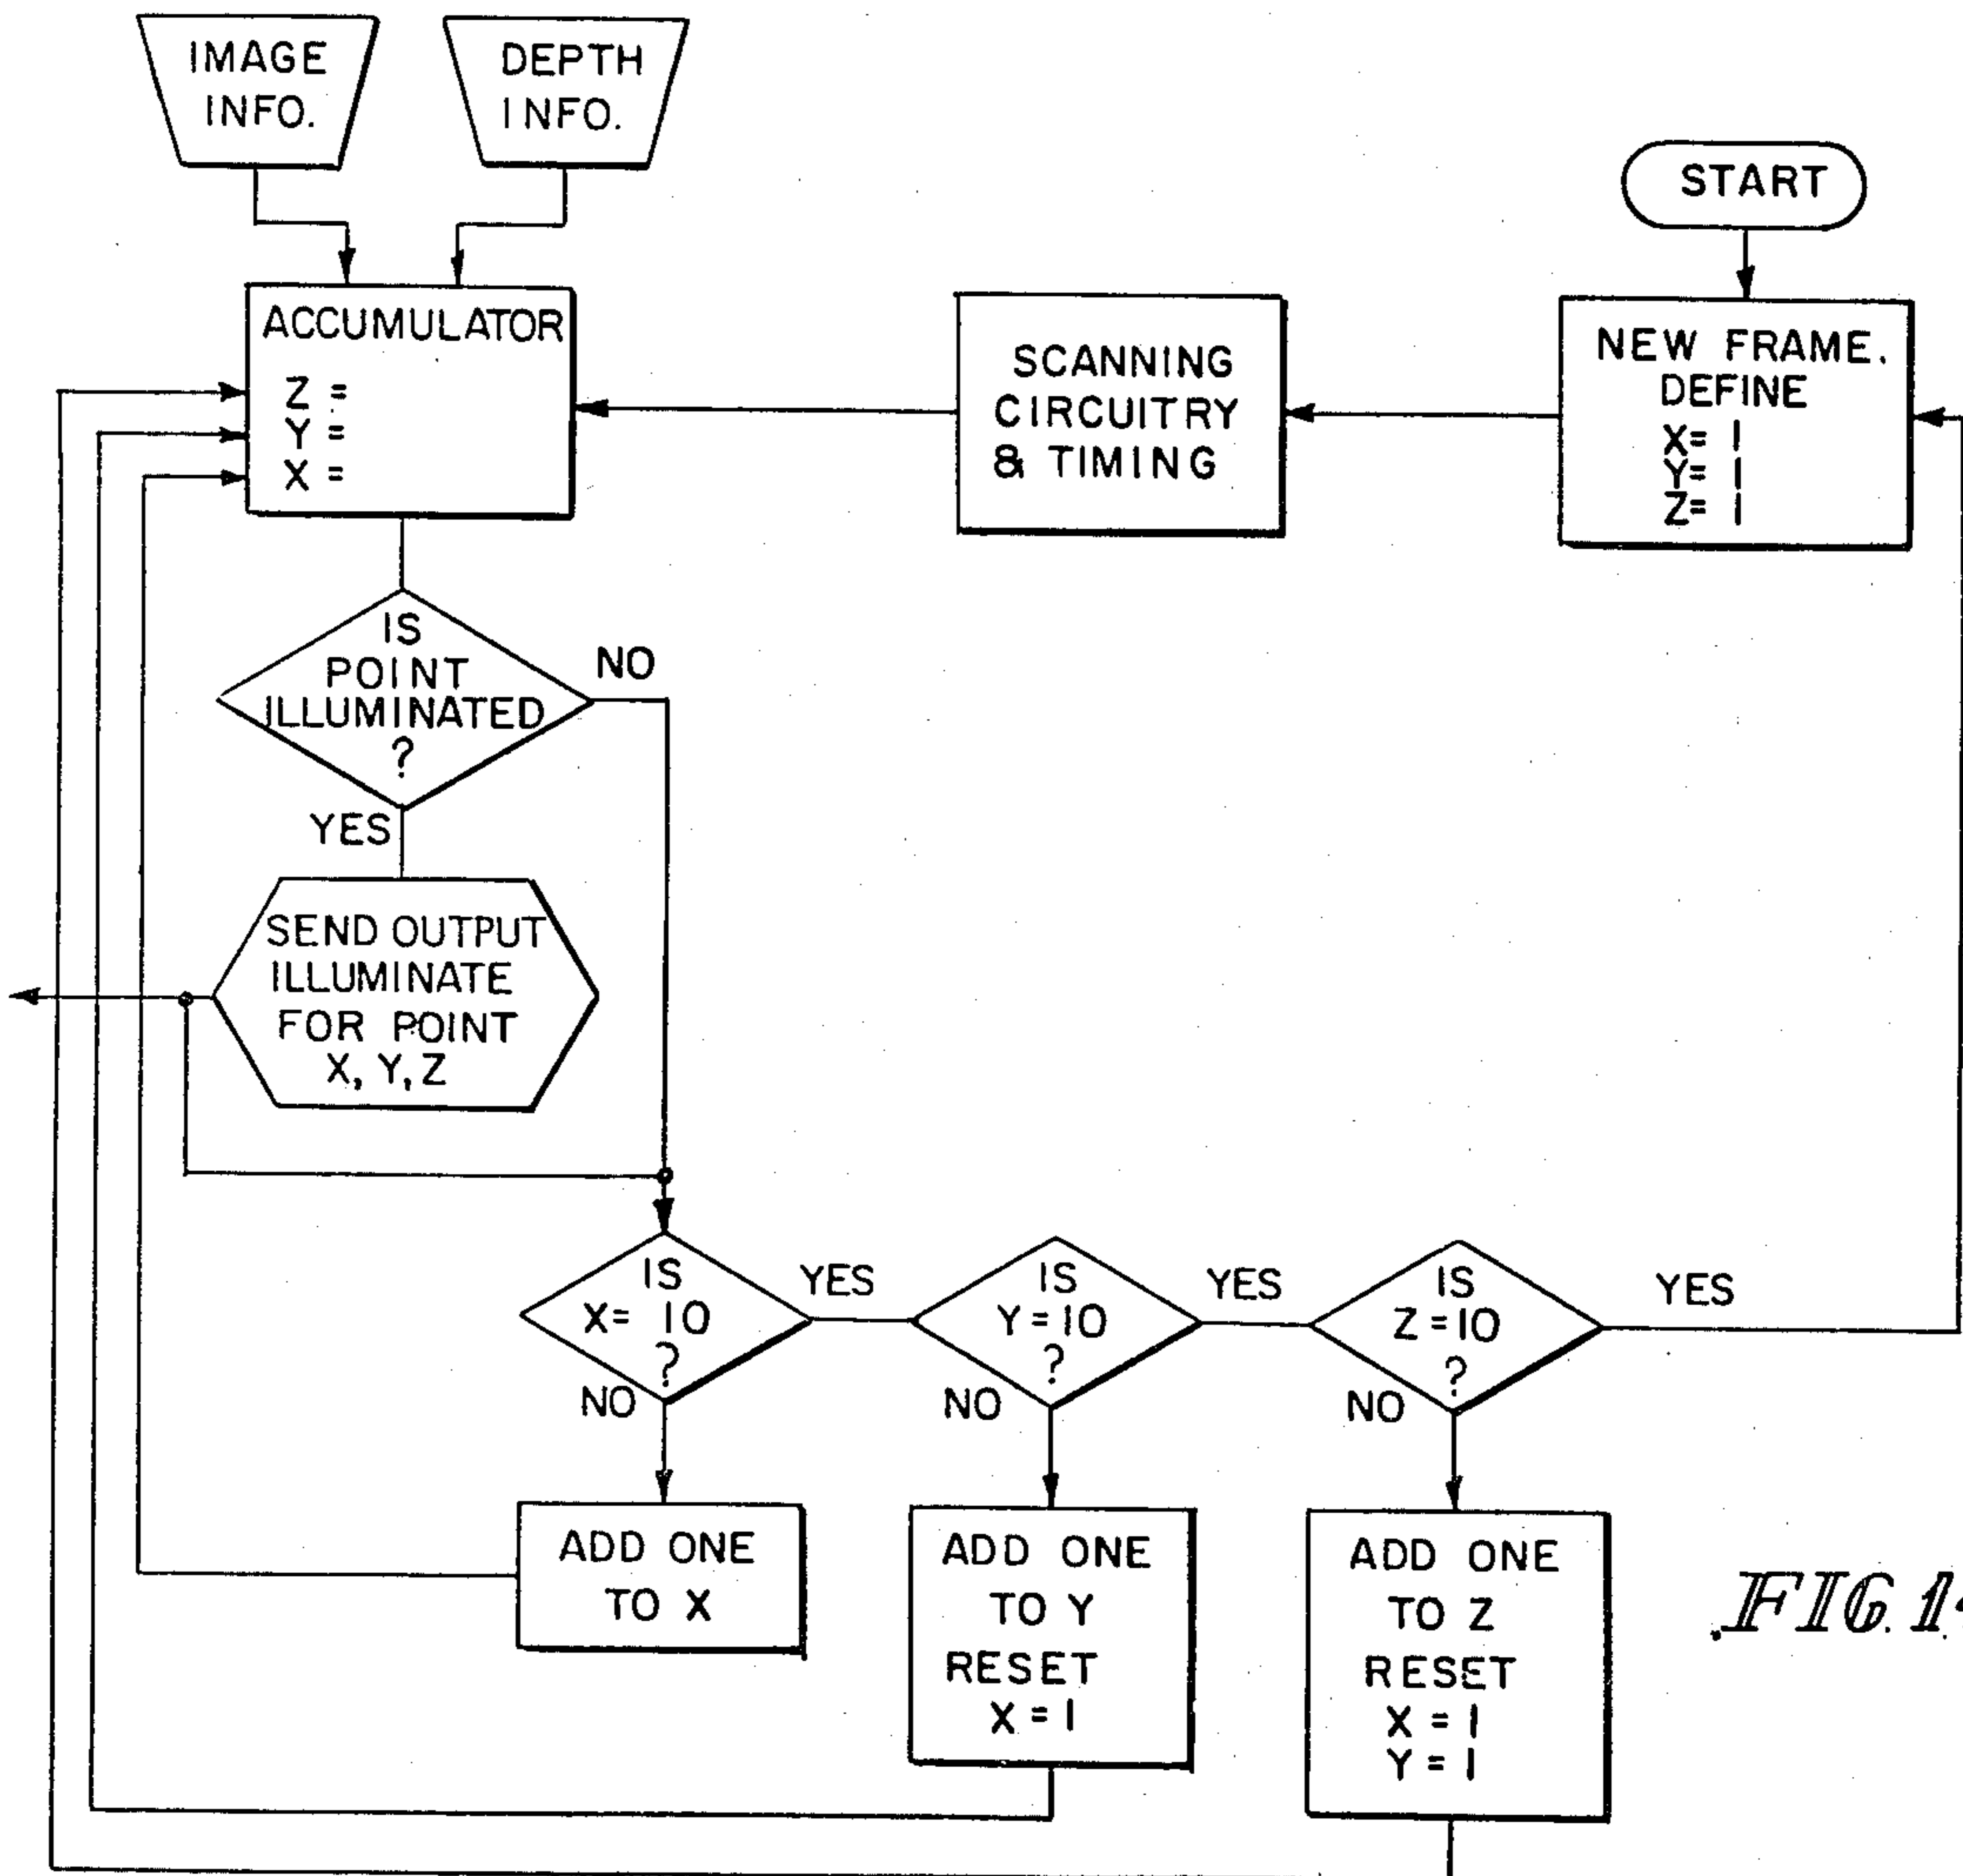 IMAGE
INFO.
DEPTH
INFO.
START
ACCUMULATOR
Z =
Y =
X =
SCANNING
CIRCUITRY
& TIMING
NEW FRAME.
DEFINE
X= 1
Y= 1
Z= 1
IS
POINT
ILLUMINATED
?
NO
YES
SEND OUTPUT
ILLUMINATE
FOR POINT
X, Y, Z
IS
X= 10
?
YES
NO
IS
Y=10
?
YES
NO
IS
Z=10
?
YES
NO
ADD ONE
TO X
ADD ONE
TO Y
RESET
X = 1
ADD ONE
TO Z
RESET
X = 1
Y = 1
FIG. 1